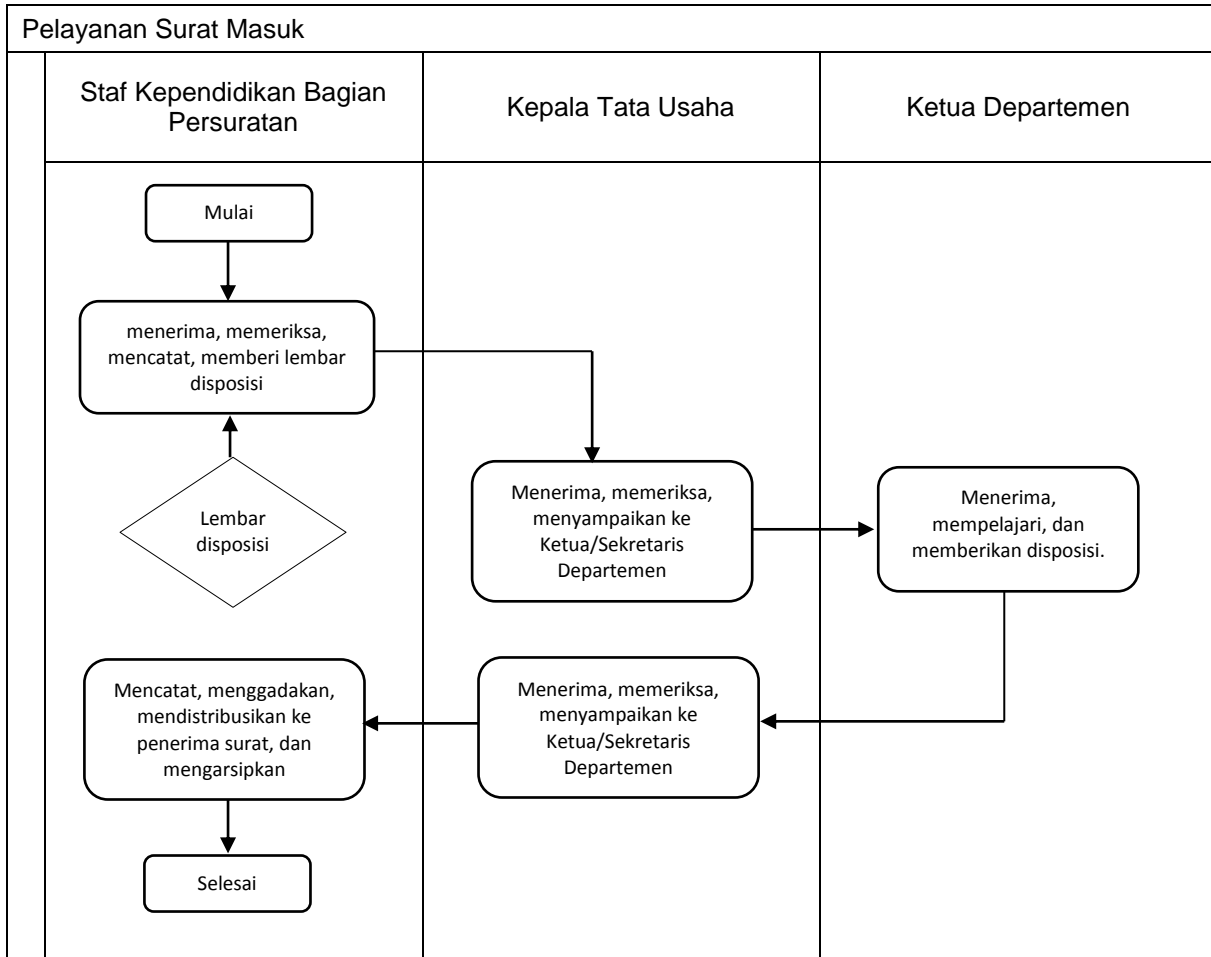 Pelayanan Surat Masuk
Staf Kependidikan Bagian
Persuratan
Kepala Tata Usaha
Ketua Departemen
Mulai
menerima, memeriksa,
mencatat, memberi lembar
disposisi
Lembar
disposisi
Menerima, memeriksa,
menyampaikan ke
Ketua/Sekretaris
Departemen
Menerima,
mempelajari, dan
memberikan disposisi.
Mencatat, menggadakan,
mendistribusikan ke
penerima surat, dan
mengarsipkan
Menerima, memeriksa,
menyampaikan ke
Ketua/Sekretaris
Departemen
Selesai